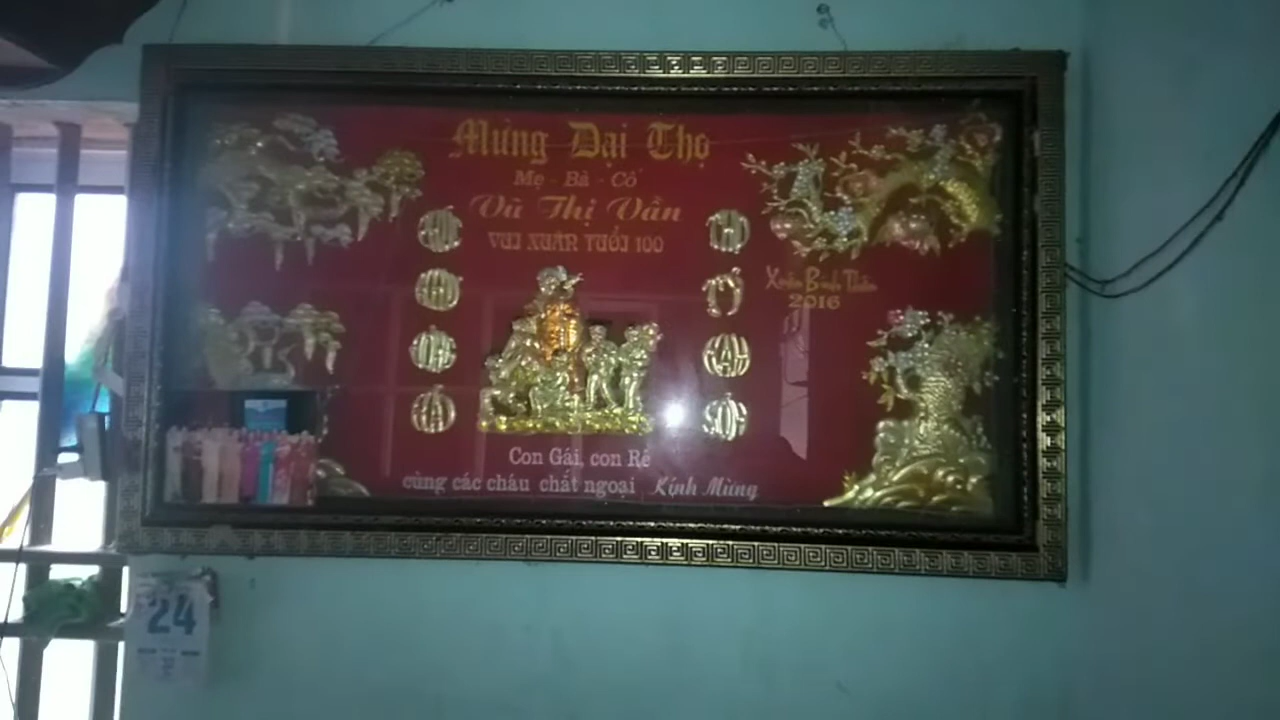 Mừng Đại Thọ
Mẹ - Bà - Cố
Vũ Thị Vần
VUI XUÂN TUỔI 100
Xuân Bính Thân
2016
Con Gái, con Rể
cùng các cháu chắt ngoại Kính Mừng
24